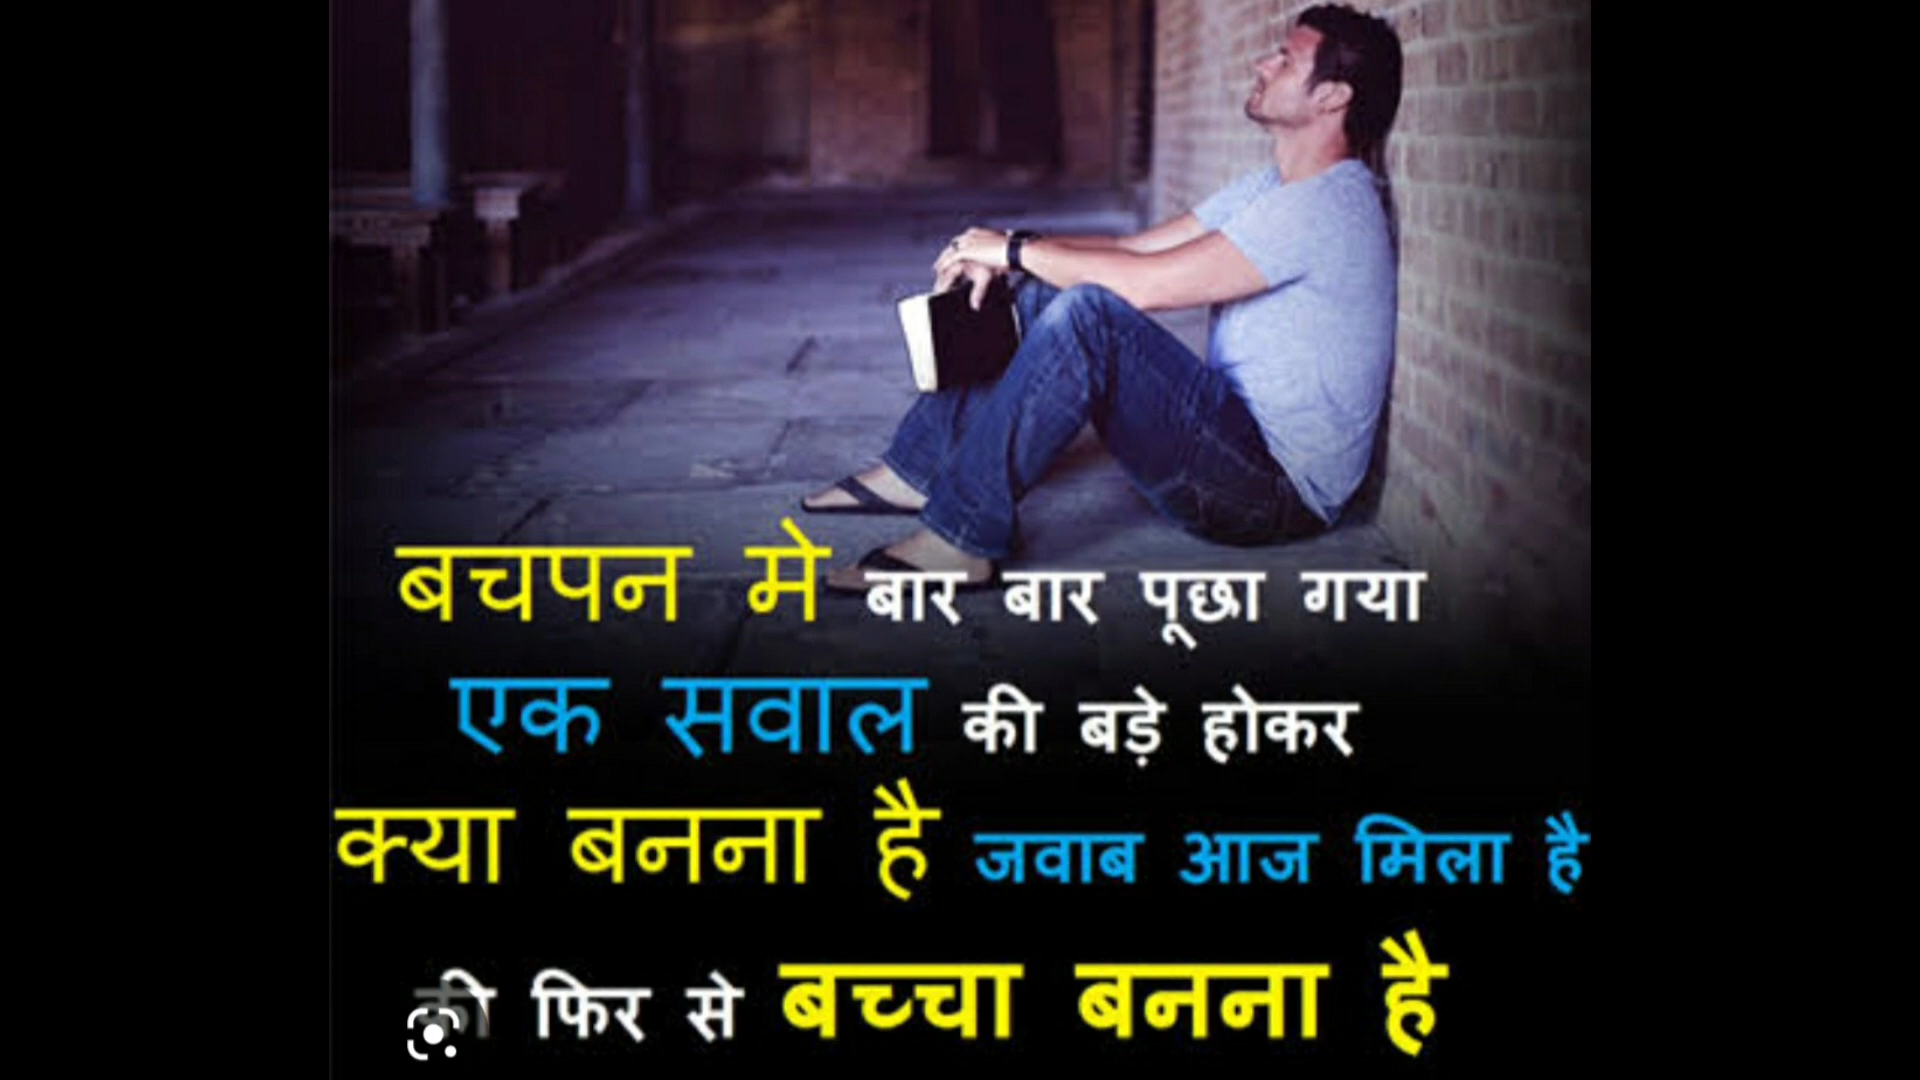 बचपन मे बार बार पूछा गया
एक सवाल की बड़े होकर
क्या बनना है जवाब आज मिला है
की फिर से बच्चा बनना है